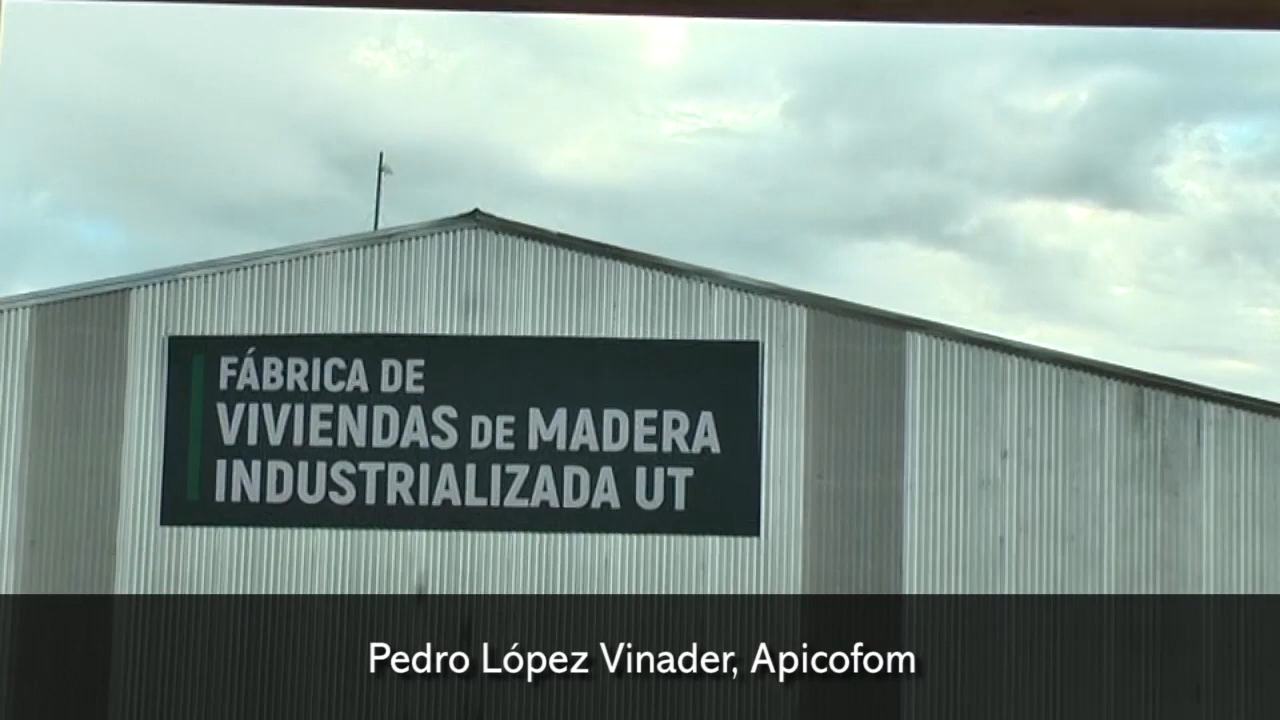 FÁBRICA DE
VIVIENDAS DE MADERA
INDUSTRIALIZADA UT
Pedro López Vinader, Apicofom